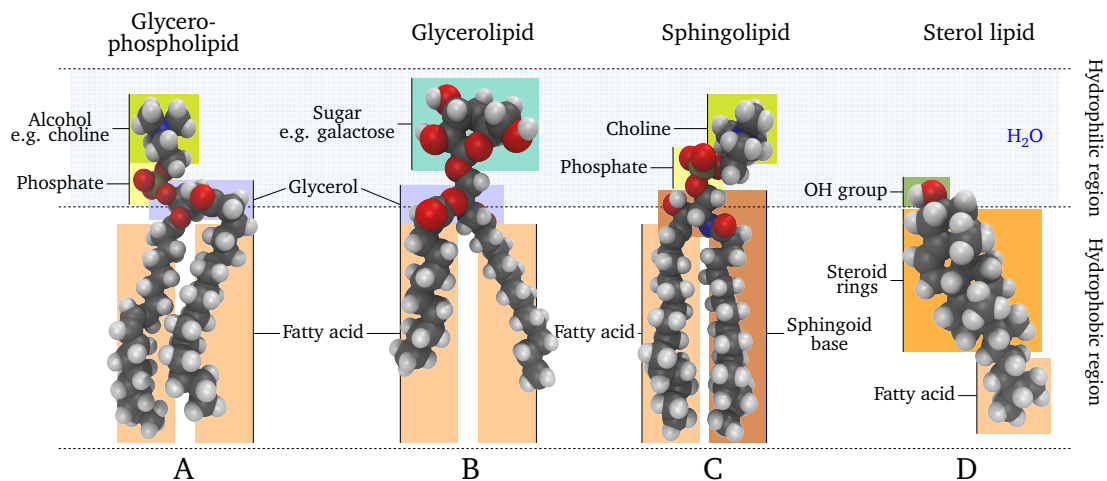 Glycero-
phospholipid
Glycerolipid
Sphingolipid
Sterol lipid
Alcohol
e.g. choline
Phosphate
Sugar
e.g. galactose
Glycerol
Choline
Phosphate
H₂O
OH group
Steroid
rings
Fatty acid
Fatty acid
Sphingoid
base
Fatty acid
Hydrophilic region
Hydrophobic region
A
B
C
D